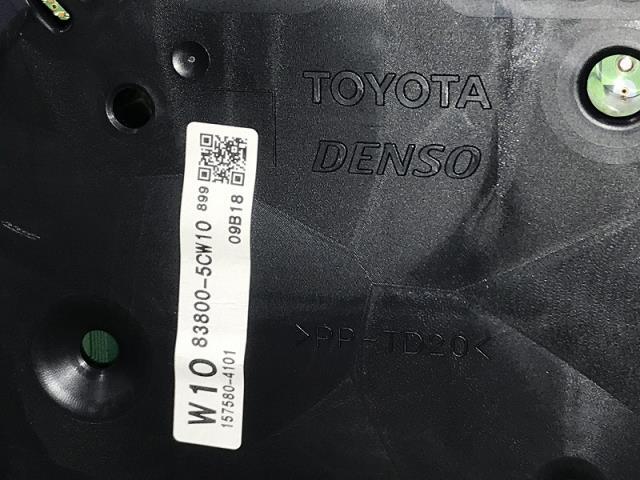 TOYOTA
DENSO
899
09B18
W10 83800-5CW10
157580-4101
>PP-TD20<